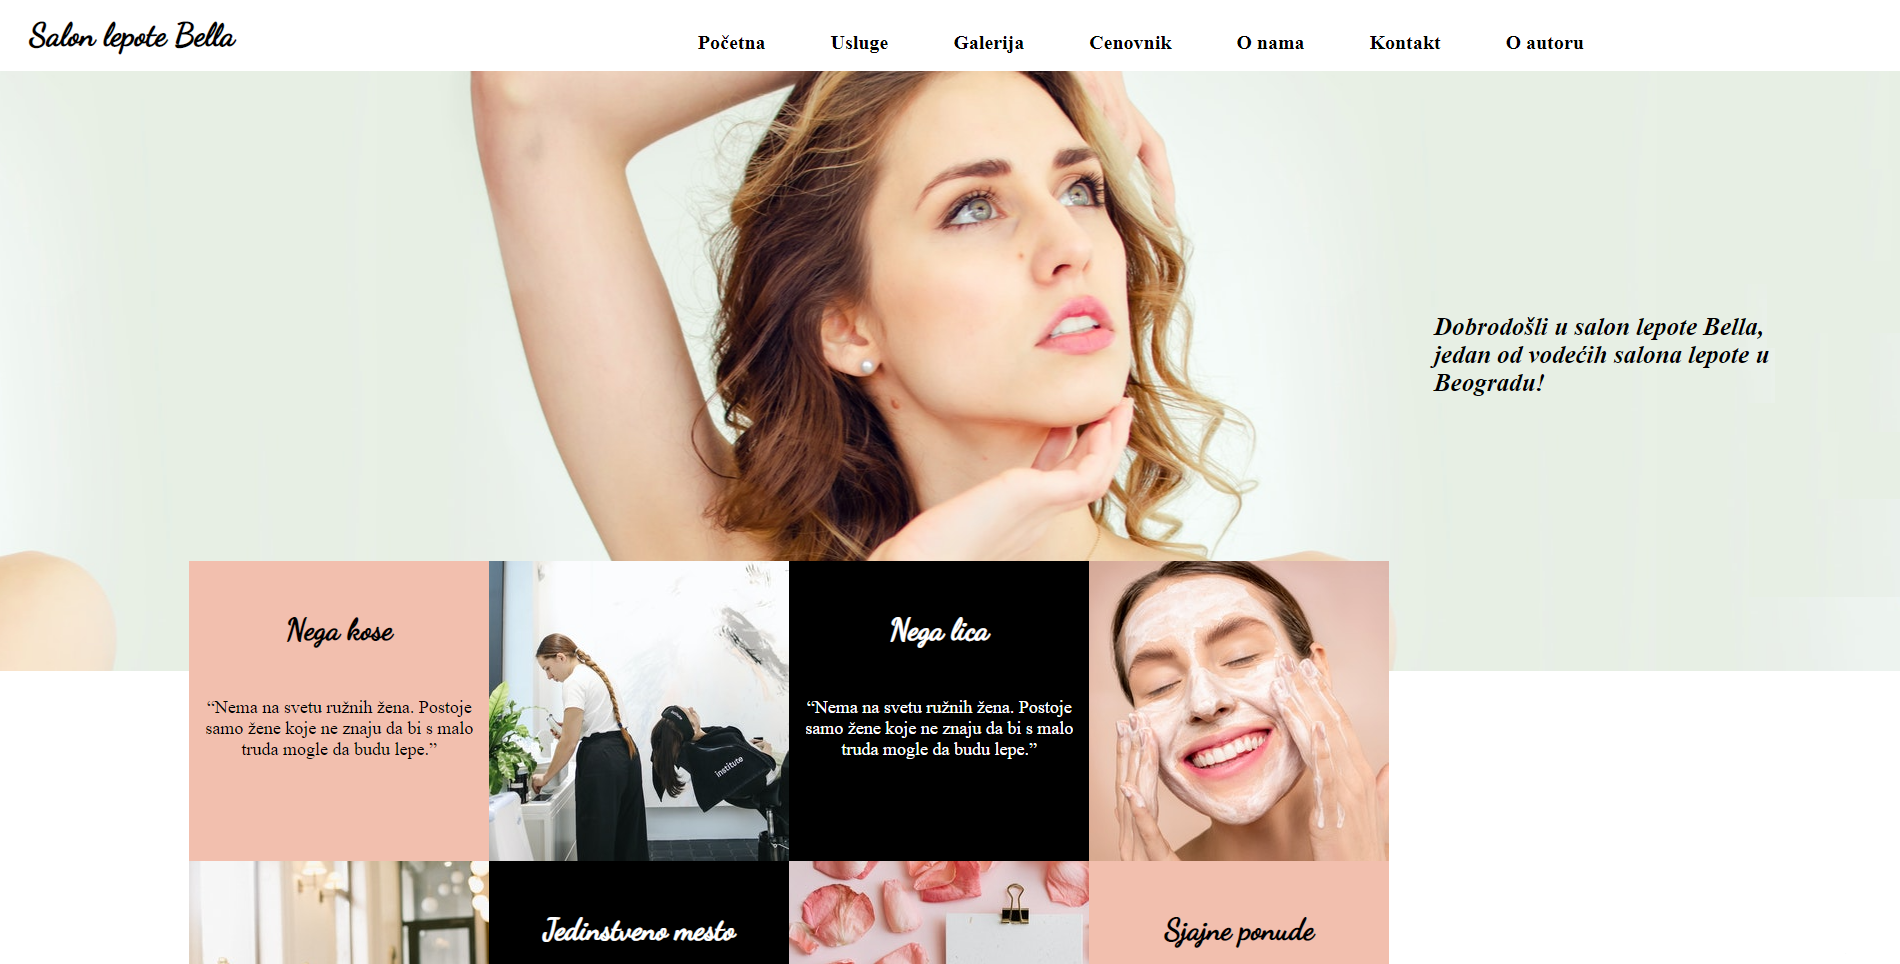 Salon lepote Bella
Početna
Usluge
Galerija
Cenovnik
O nama
Kontakt
O autoru
Dobrodošli u salon lepote Bella,
jedan od vodećih salona lepote u
Beogradu!
Nega kose
“Nema na svetu ružnih žena. Postoje
samo žene koje ne znaju da bi s malo
truda mogle da budu lepe.”
institute
Nega lica
“Nema na svetu ružnih žena. Postoje
samo žene koje ne znaju da bi s malo
truda mogle da budu lepe.”
Jedinstveno mesto
Sjajne ponude